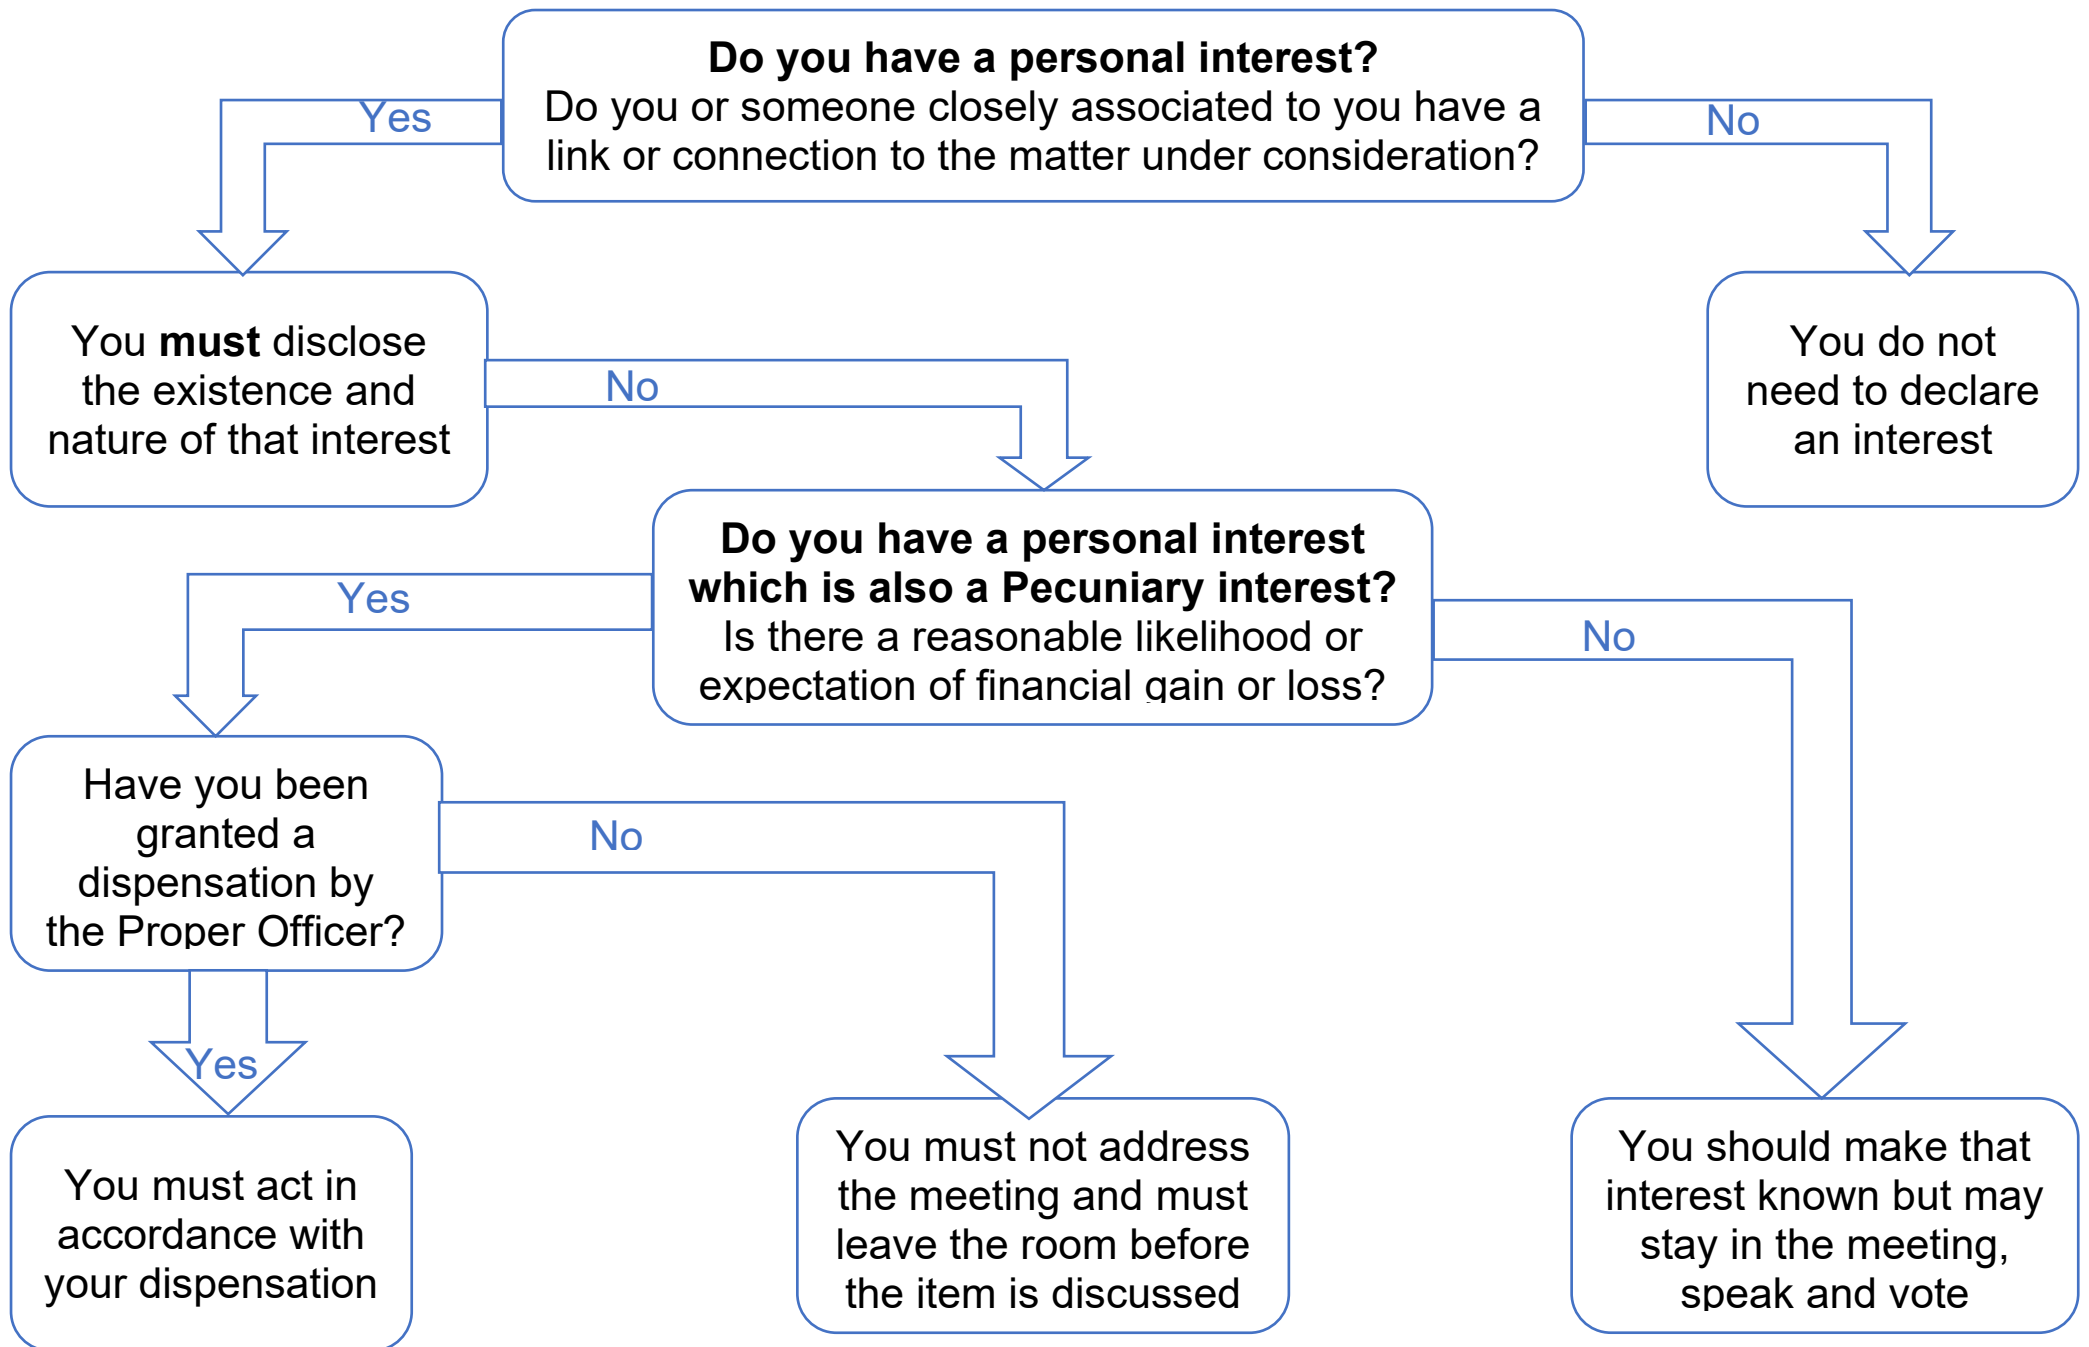 Do you have a personal interest?
Do you or someone closely associated to you have a
link or connection to the matter under consideration?
Yes
No
You must disclose
the existence and
nature of that interest
No
You do not
need to declare
an interest
Do you have a personal interest
which is also a Pecuniary interest?
Is there a reasonable likelihood or
expectation of financial gain or loss?
Yes
No
Have you been
granted a
dispensation by
the Proper Officer?
No
Yes
You must act in
accordance with
your dispensation
You must not address
the meeting and must
leave the room before
the item is discussed
You should make that
interest known but may
stay in the meeting,
speak and vote